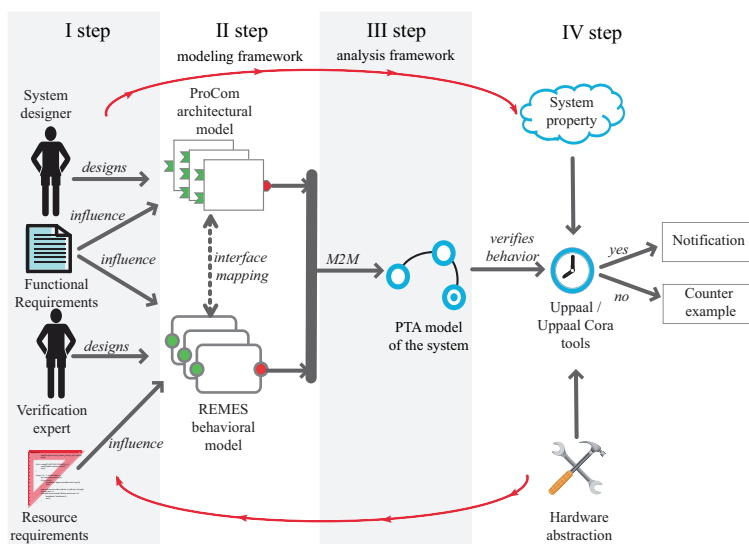 I step
II step
III step
IV step
modeling framework
analysis framework
System
designer
ProCom
architectural
model
System
property
designs
influence
influence
Functional
Requirements
interface
mapping
M2M
verifies
behavior
yes
no
Notification
Counter
example
PTA model
of the system
Uppaal /
Uppaal Cora
tools
designs
Verification
expert
REMES
behavioral
model
influence
Resource
requirements
Hardware
abstraction